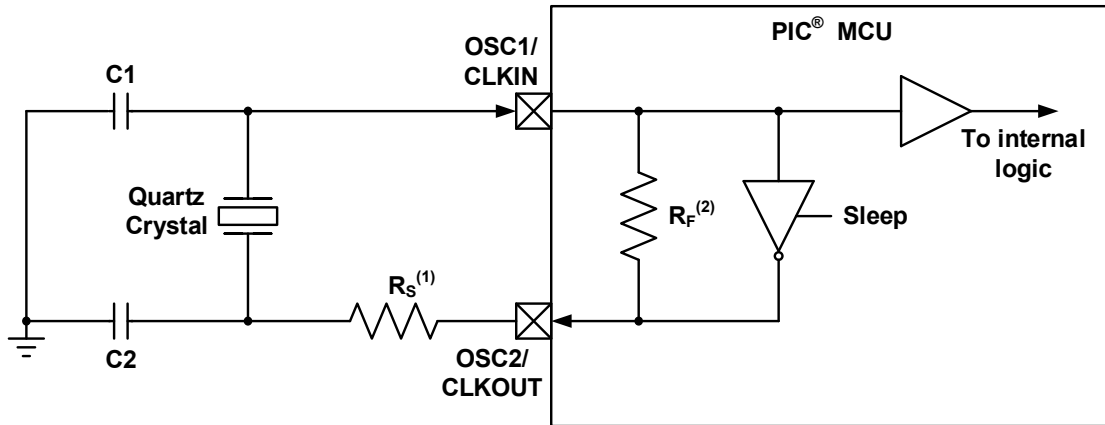 PIC® MCU
OSC1/
CLKIN
C1
To internal
logic
Quartz
Crystal
RF(2)
Sleep
RS(1)
C2
OSC2/
CLKOUT